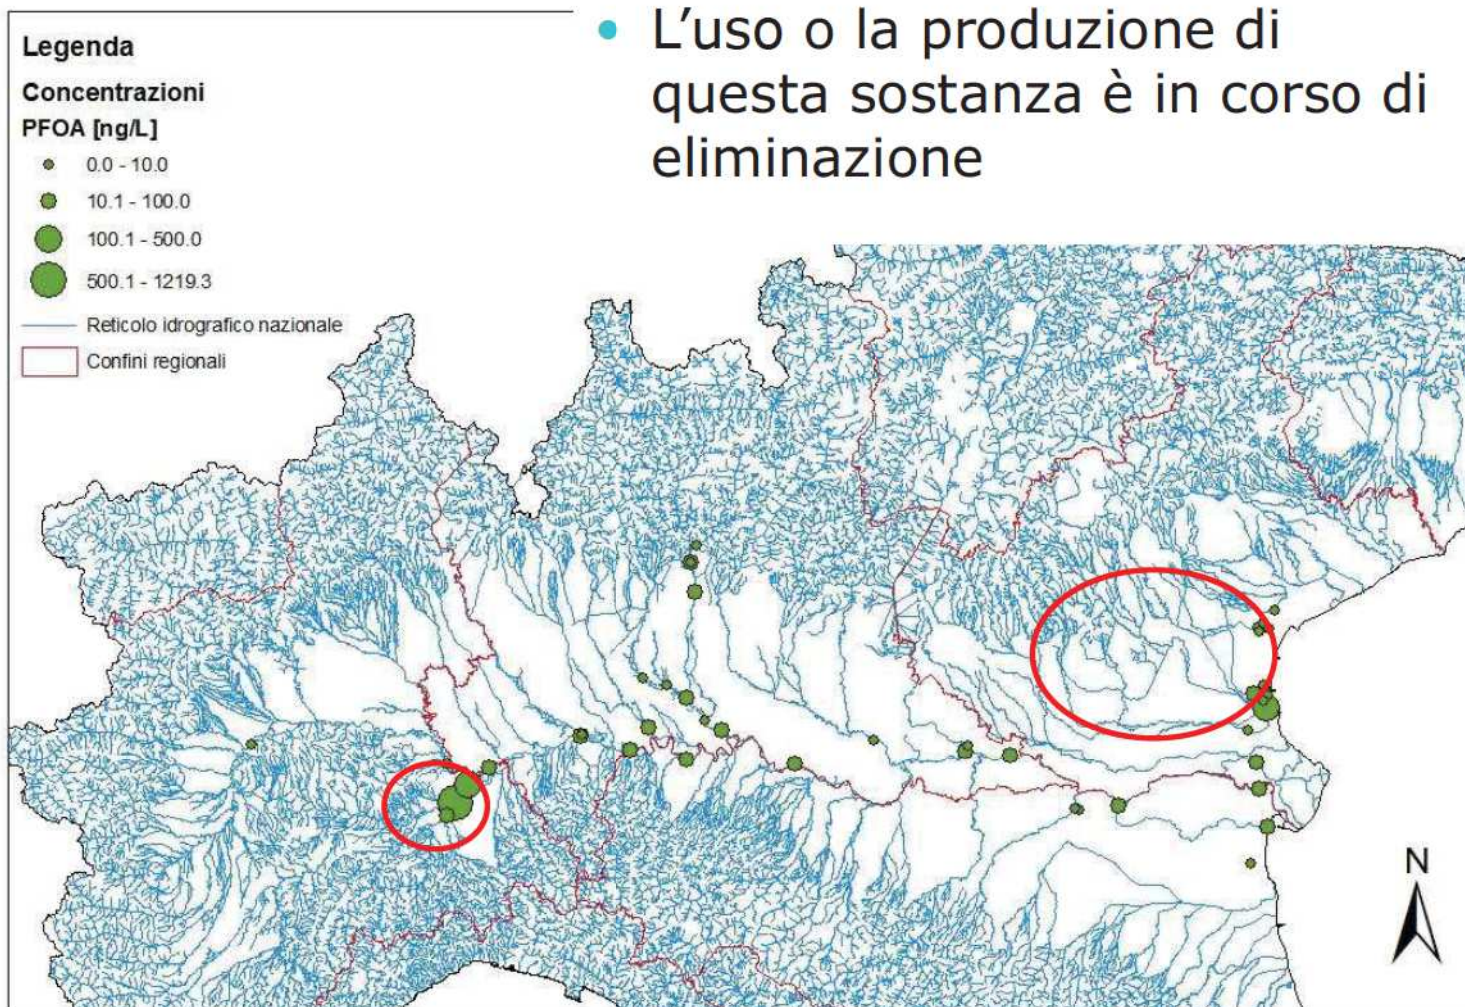 • L’uso o la produzione di
questa sostanza è in corso di
eliminazione
Legenda
Concentrazioni
PFOA [ng/L]
0.0 - 10.0
10.1 - 100.0
100.1 - 500.0
500.1 - 1219.3
Reticolo idrografico nazionale
Confini regionali
N